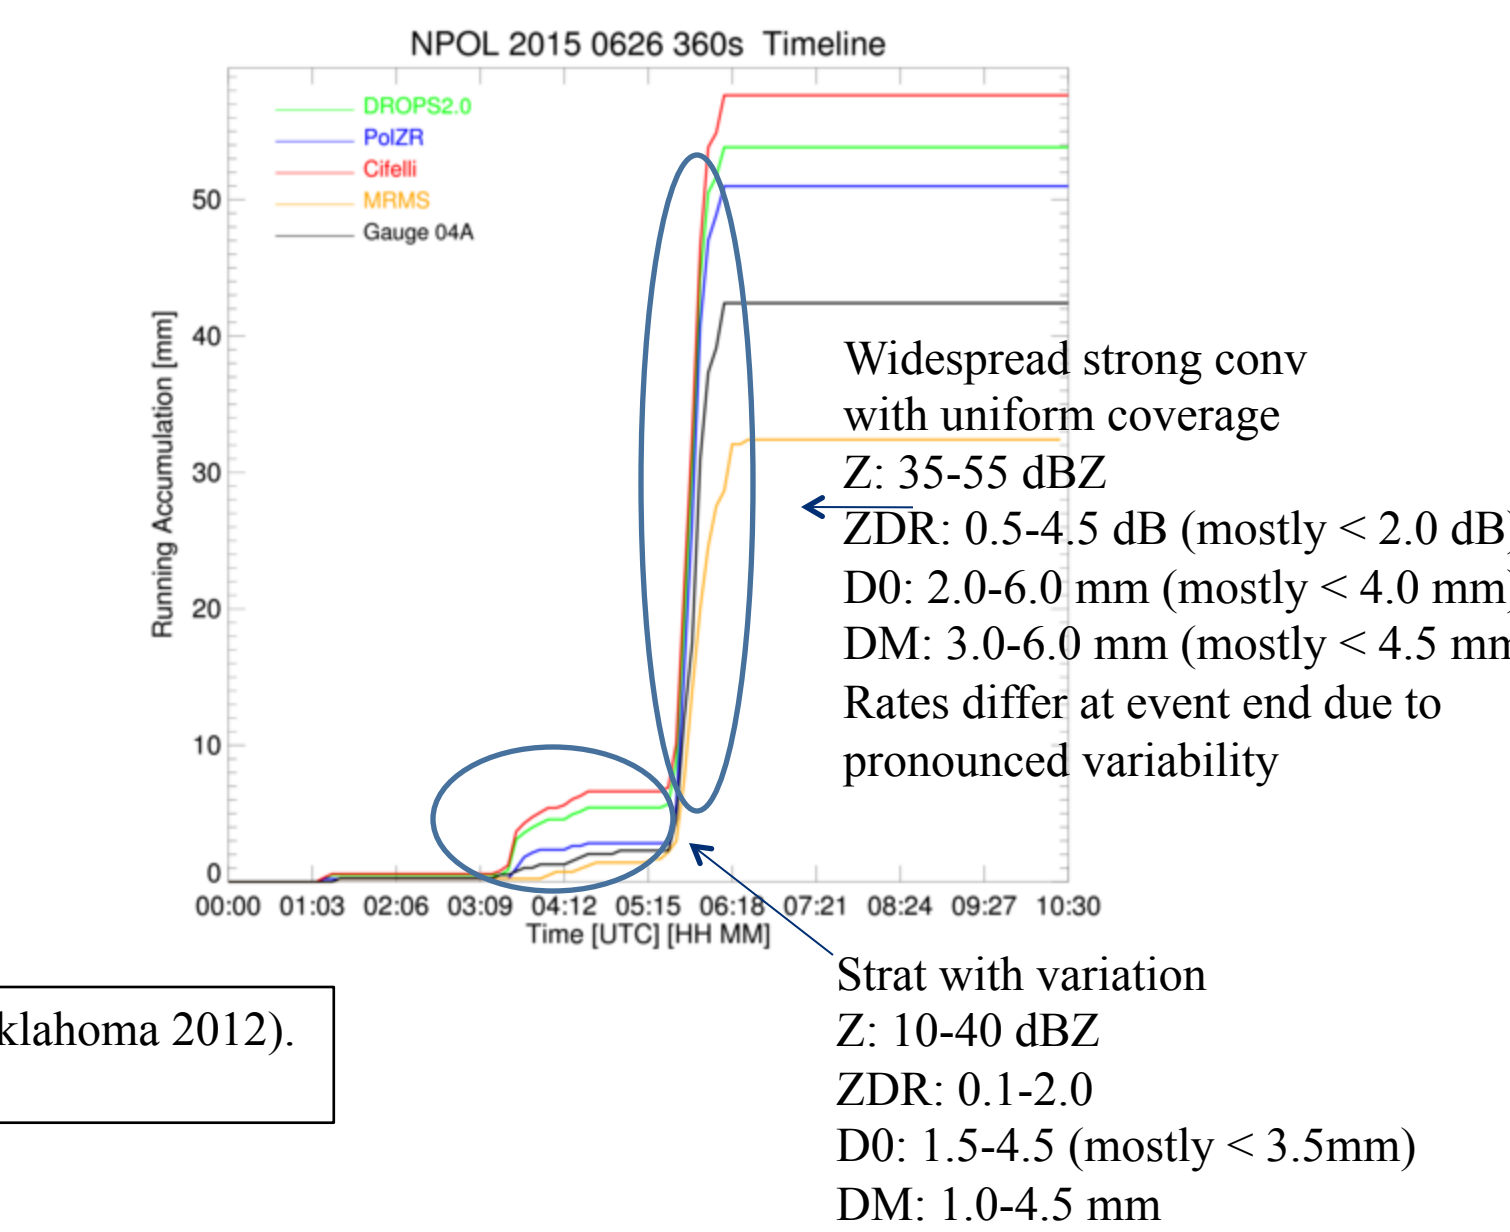 NPOL 2015 0626 360s Timeline
DROPS2.0
PolZR
Cifelli
MRMS
Gauge 04A
50
40
30
20
10
0
Running Accumulation [mm]
00:00 01:03 02:06 03:09 04:12 05:15 06:18 07:21 08:24 09:27 10:30
Time [UTC] [HH MM]
Widespread strong conv
with uniform coverage
Z: 35-55 dBZ
ZDR: 0.5-4.5 dB (mostly < 2.0 dB)
D0: 2.0-6.0 mm (mostly < 4.0 mm)
DM: 3.0-6.0 mm (mostly < 4.5
Rates differ at event end due to
pronounced variability
Strat with variation
Z: 10-40 dBZ
ZDR: 0.1-2.0
D0: 1.5-4.5 (mostly < 3.5mm)
DM: 1.0-4.5 mm
klahoma 2012).